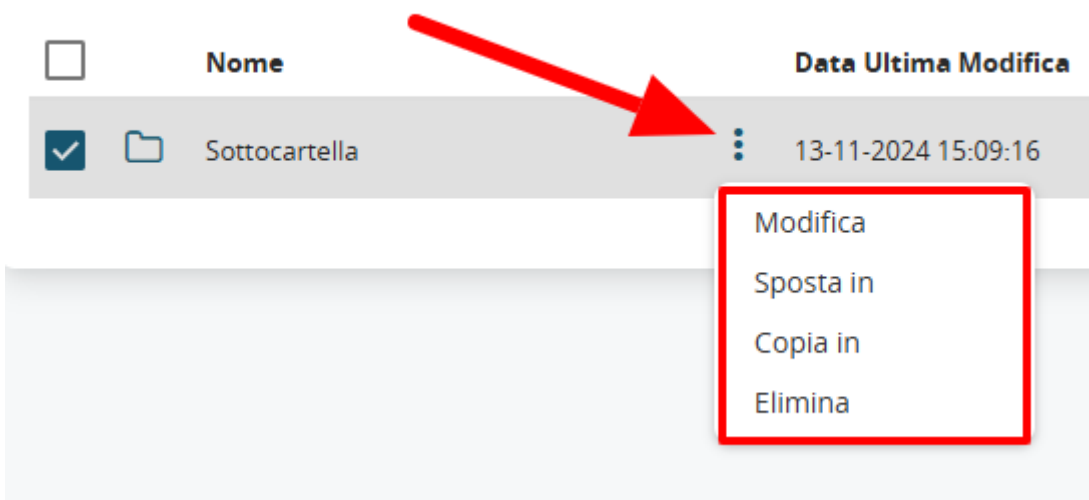 Nome Data Ultima Modifica
Sottocartella 13-11-2024 15:09:16
Modifica
Sposta in
Copia in
Elimina